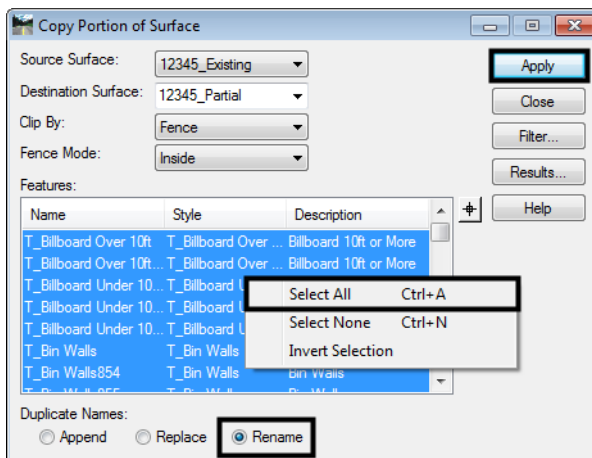 Copy Portion of Surface
Source Surface: 12345_Existing
Apply
Destination Surface: 12345_Partial
Close
Clip By: Fence
Filter...
Fence Mode: Inside
Results...
Features:
Help
Name Style Description
T_Billboard Over 10ft T_Billboard Over ... Billboard 10ft or More
T_Billboard Over 10ft... T_Billboard Over ... Billboard 10ft or More
T_Billboard Under 10... T_Billboard U
T_Billboard Under 10... T_Billboard U
T_Bin Walls T_Bin Walls
T_Bin Walls854 T_Bin Walls Bin Walls
Select All Ctrl+A
Select None Ctrl+N
Invert Selection
Duplicate Names:
Append Replace Rename